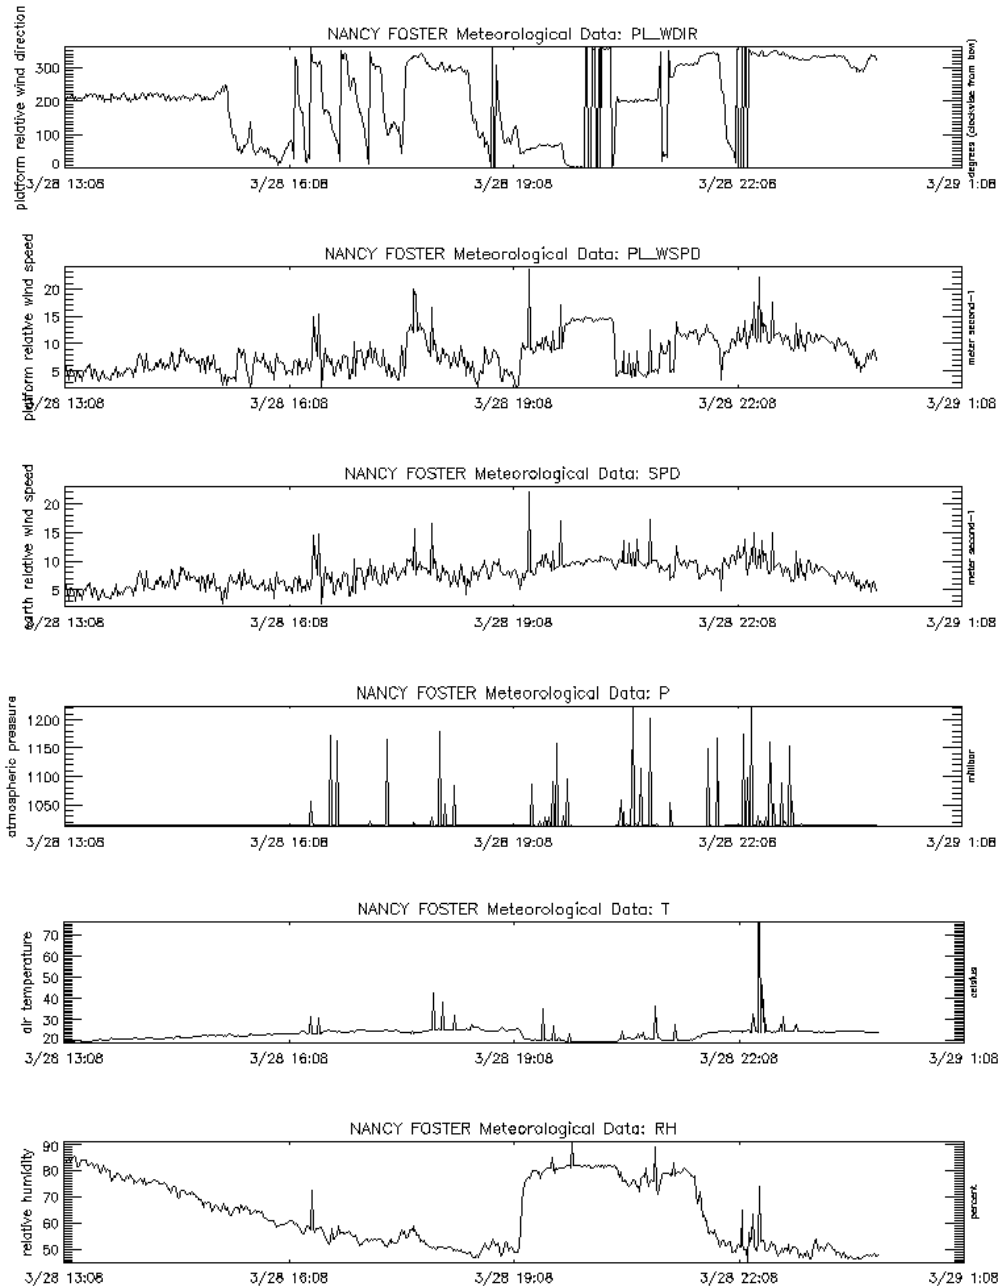 NANCY FOSTER Meteorological Data: PL_WDIR
platform relative wind direction
300
200
100
0
degrees (clockwise from bow)
3/28 13:08 3/28 16:08 3/28 19:08 3/28 22:08 3/29 1:08
NANCY FOSTER Meteorological Data: PL_WSPD
platform relative wind speed
20
15
10
5
meter second-1
3/28 13:08 3/28 16:08 3/28 19:08 3/28 22:08 3/29 1:08
NANCY FOSTER Meteorological Data: SPD
earth relative wind speed
20
15
10
5
meter second-1
3/28 13:08 3/28 16:08 3/28 19:08 3/28 22:08 3/29 1:08
NANCY FOSTER Meteorological Data: P
atmospheric pressure
1200
1150
1100
1050
millibar
3/28 13:08 3/28 16:08 3/28 19:08 3/28 22:08 3/29 1:08
NANCY FOSTER Meteorological Data: T
air temperature
70
60
50
40
30
20
celsius
3/28 13:08 3/28 16:08 3/28 19:08 3/28 22:08 3/29 1:08
NANCY FOSTER Meteorological Data: RH
relative humidity
90
80
70
60
50
percent
3/28 13:08 3/28 16:08 3/28 19:08 3/28 22:08 3/29 1:08